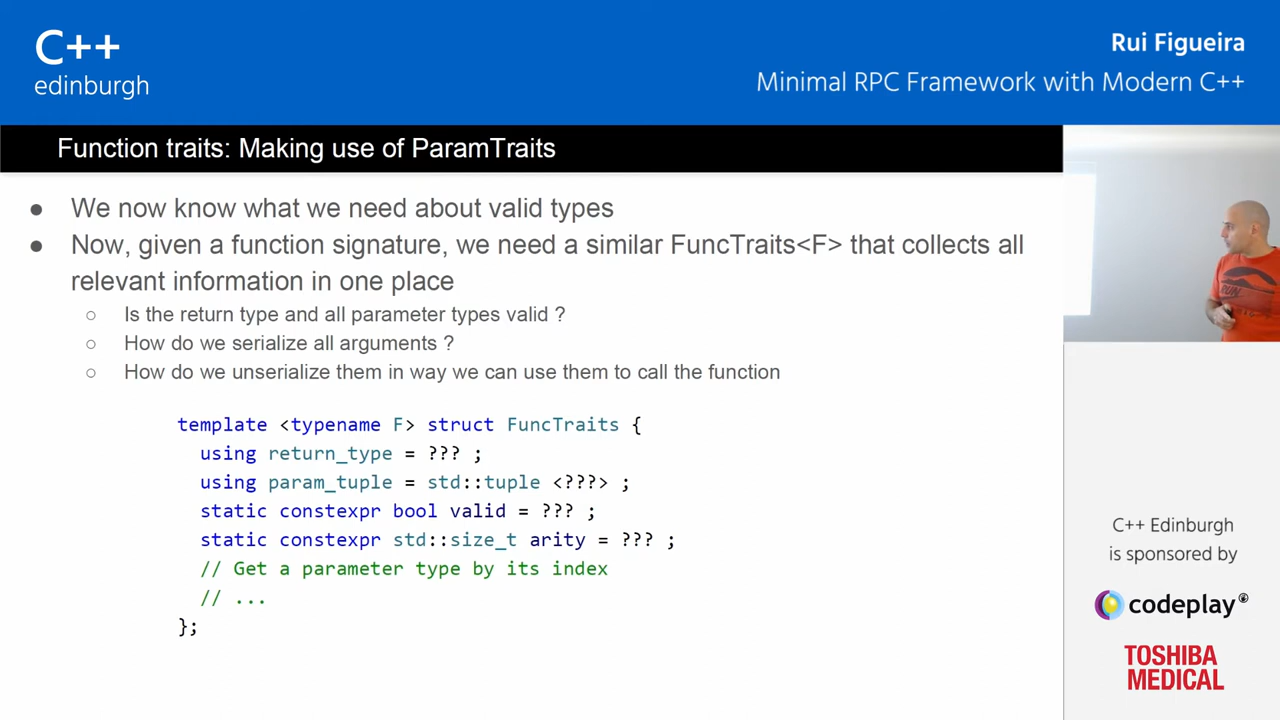 C++
edinburgh
Rui Figueira
Minimal RPC Framework with Modern C++
Function traits: Making use of ParamTraits
● We now know what we need about valid types
● Now, given a function signature, we need a similar FuncTraits<F> that collects all
relevant information in one place
○ Is the return type and all parameter types valid ?
○ How do we serialize all arguments ?
○ How do we unserialize them in way we can use them to call the function
template <typename F> struct FuncTraits {
using return_type = ??? ;
using param_tuple = std::tuple <???> ;
static constexpr bool valid = ??? ;
static constexpr std::size_t arity = ??? ;
// Get a parameter type by its index
// ...
};
RUN
C++ Edinburgh
is sponsored by
codeplay
TOSHIBA
MEDICAL